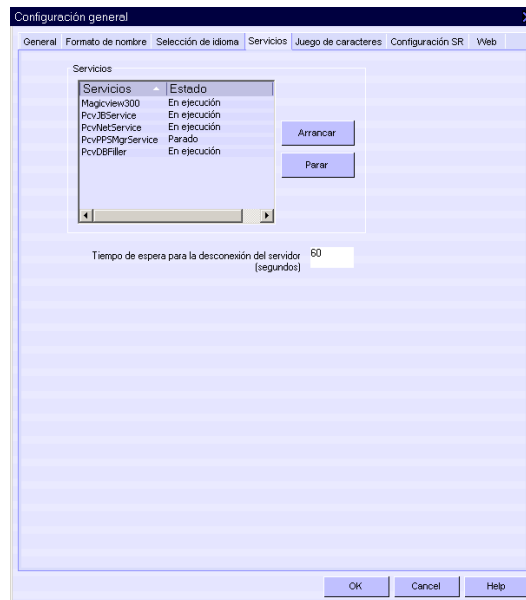 Configuración general
General Formato de nombre Selección de idioma Servicios Juego de caracteres Configuración SR Web
Servicios
Servicios Estado
Magicview300 En ejecución
PcvJBService En ejecución
PcvNetService En ejecución
PcvPPSMgrService Parado
PcvDBFiller En ejecución
Arrancar
Parar
Tiempo de espera para la desconexión del servidor 60
(segundos)
OK Cancel Help